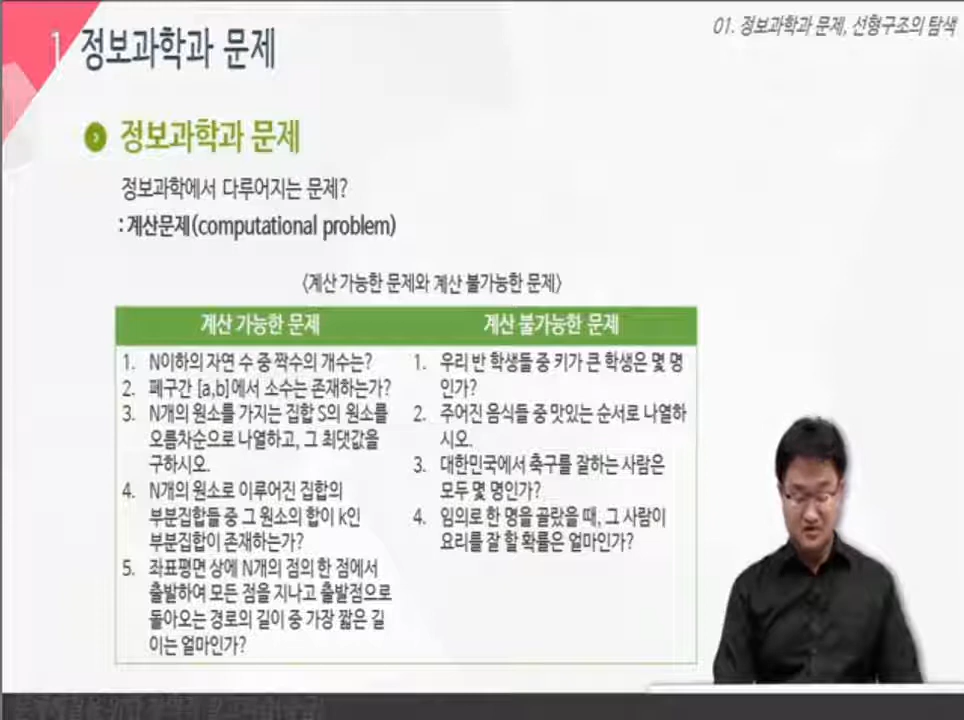 01. 정보과학과 문제, 선형구조의 탐색
1 정보과학과 문제
정보과학과 문제
정보과학에서 다루어지는 문제?
: 계산문제(computational problem)
〈계산 가능한 문제와 계산 불가능한 문제〉
계산 가능한 문제
1. N이하의 자연 수 중 짝수의 개수는?
2. 폐구간 [a,b]에서 소수는 존재하는가?
3. N개의 원소를 가지는 집합 S의 원소를
오름차순으로 나열하고, 그 최댓값을
구하시오.
4. N개의 원소로 이루어진 집합의
부분집합들 중 그 원소의 합이 k인
부분집합이 존재하는가?
5. 좌표평면 상에 N개의 점의 한 점에서
출발하여 모든 점을 지나고 출발점으로
돌아오는 경로의 길이 중 가장 짧은 길
이는 얼마인가?
계산 불가능한 문제
1. 우리 반 학생들 중 키가 큰 학생은 몇 명
인가?
2. 주어진 음식들 중 맛있는 순서로 나열하
시오.
3. 대한민국에서 축구를 잘하는 사람은
모두 몇 명인가?
4. 임의로 한 명을 골랐을 때, 그 사람이
요리를 잘 할 확률은 얼마인가?